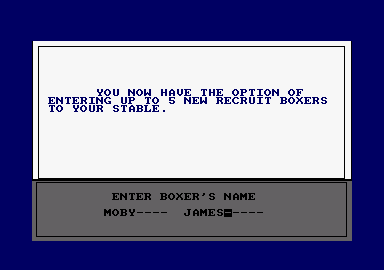 YOU NOW HAVE THE OPTION OF
ENTERING UP TO 5 NEW RECRUIT BOXERS
TO YOUR STABLE.
ENTER BOXER'S NAME
MOBY---- JAMES-----